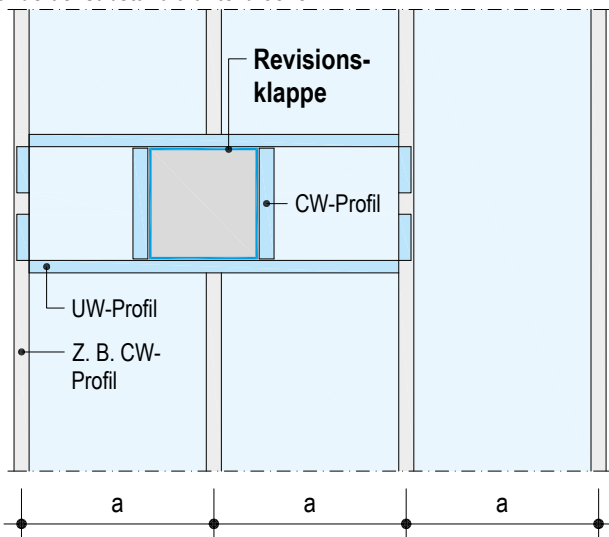 Revisions-
klappe
CW-Profil
UW-Profil
Z. B. CW-
Profil
a
a
a